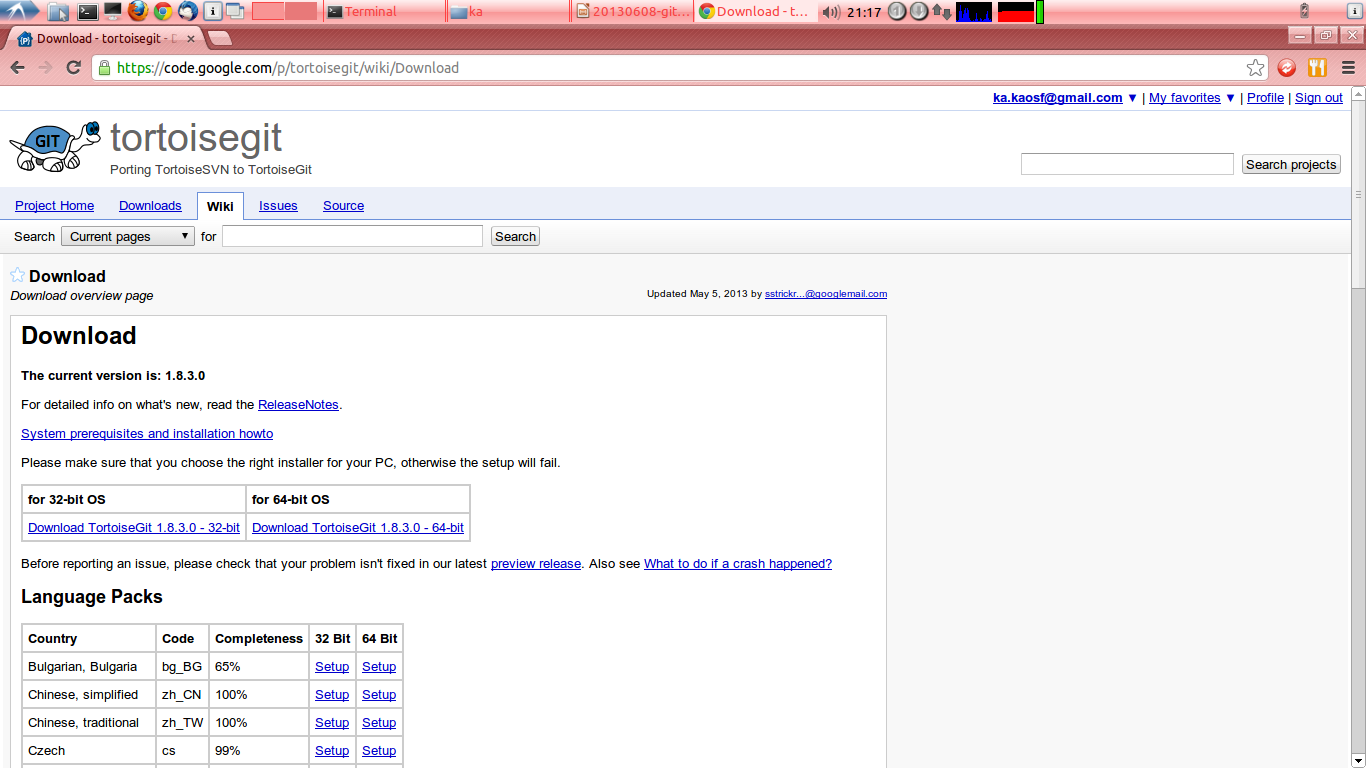 Terminal
ka
20130608-git...
Download - t...
21:17
Download - tortoisegit - D
https://code.google.com/p/tortoisegit/wiki/Download
ka.kaosf@gmail.com ▼ | My favorites ▼ | Profile | Sign out
GIT
tortoisegit
Porting TortoiseSVN to TortoiseGit
Search projects
Project Home Downloads Wiki Issues Source
Search Current pages for Search
Download
Download overview page
Updated May 5, 2013 by sstrickr...@googlemail.com
Download
The current version is: 1.8.3.0
For detailed info on what's new, read the ReleaseNotes.
System prerequisites and installation howto
Please make sure that you choose the right installer for your PC, otherwise the setup will fail.
for 32-bit OS for 64-bit OS
Download TortoiseGit 1.8.3.0 - 32-bit Download TortoiseGit 1.8.3.0 - 64-bit
Before reporting an issue, please check that your problem isn't fixed in our latest preview release. Also see What to do if a crash happened?
Language Packs
Country Code Completeness 32 Bit 64 Bit
Bulgarian, Bulgaria bg_BG 65% Setup Setup
Chinese, simplified zh_CN 100% Setup Setup
Chinese, traditional zh_TW 100% Setup Setup
Czech cs 99% Setup Setup